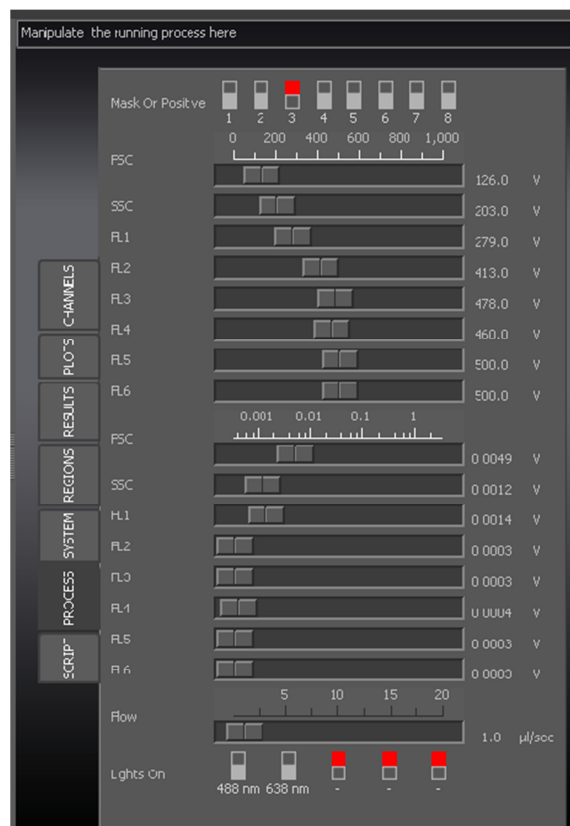 Manipulate the running process here
Mask Or Positve
1 2 3 4 5 6 7 8
0 200 400 600 800 1,000
FSC 126.0 V
SSC 203.0 V
FL1 279.0 V
FL2 413.0 V
FL3 478.0 V
FL4 460.0 V
FL5 500.0 V
FL6 500.0 V
0.001 0.01 0.1 1
FSC 0 0049 V
SSC 0 0012 V
FL1 0 0014 V
FL2 0 0003 V
FL3 0 0003 V
FL4 0 0004 V
FL5 0 0003 V
FL6 0 0003 V
5 10 15 20
Flow 1.0 µl/sec
Lights On
488 nm 638 nm - - -
CHANNELS
PLOTS
RESULTS
REGIONS
SYSTEM
PROCESS
SCRIPT